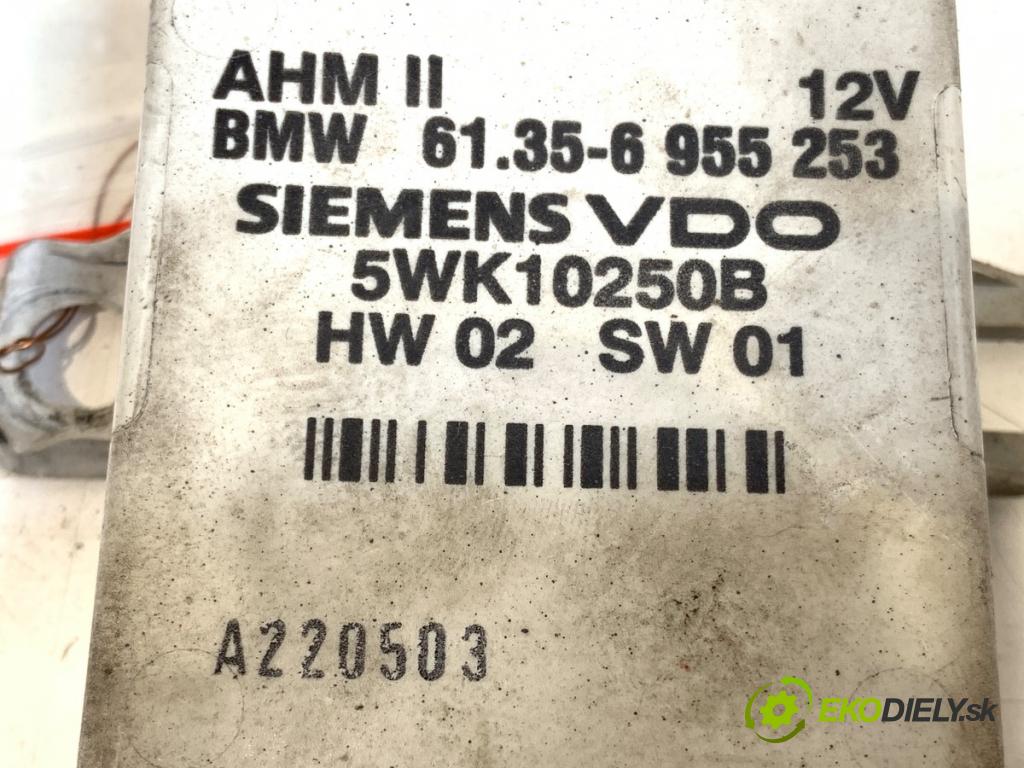 AHM II 12V
BMW 61.35-6 955 253
SIEMENS VDO
5WK10250B
HW 02 SW 01
A220503
EKODIELY.sk